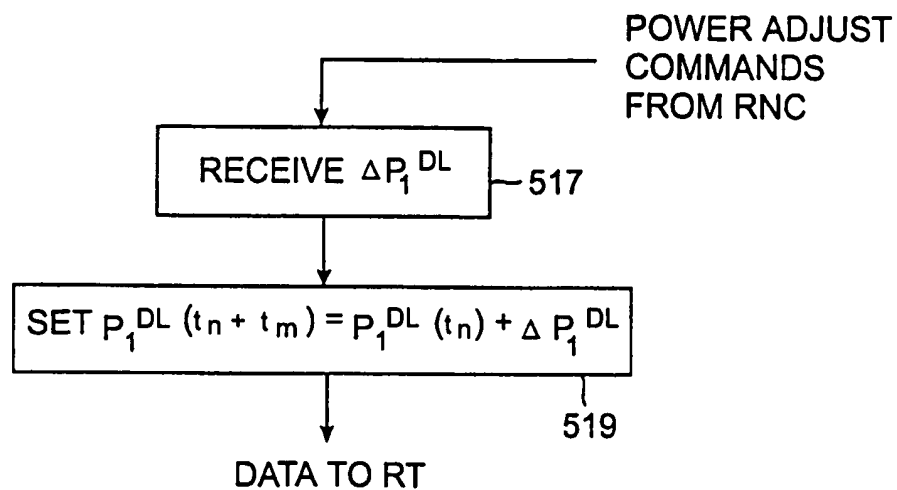 POWER ADJUST
COMMANDS
FROM RNC
RECEIVE ΔP₁ᴰᴸ
517
SET P₁ᴰᴸ (tₙ + tₘ) = P₁ᴰᴸ (tₙ) + Δ P₁ᴰᴸ
519
DATA TO RT